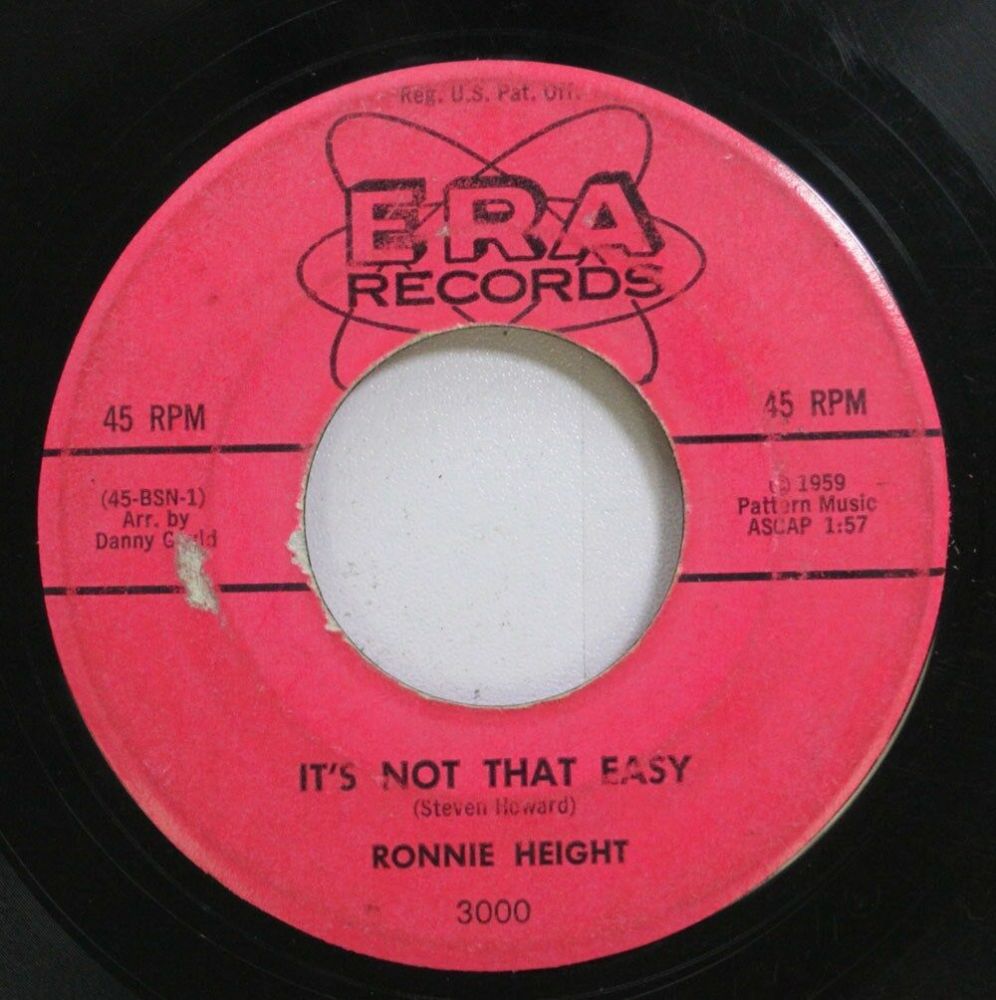 Reg. U.S. Pat. Off.
ERA
RECORDS
45 RPM
45 RPM
(45-BSN-1)
Arr. by
Danny
℗ 1959
Pattern Music
ASCAP 1:57
IT'S NOT THAT EASY
(Steven Howard)
RONNIE HEIGHT
3000